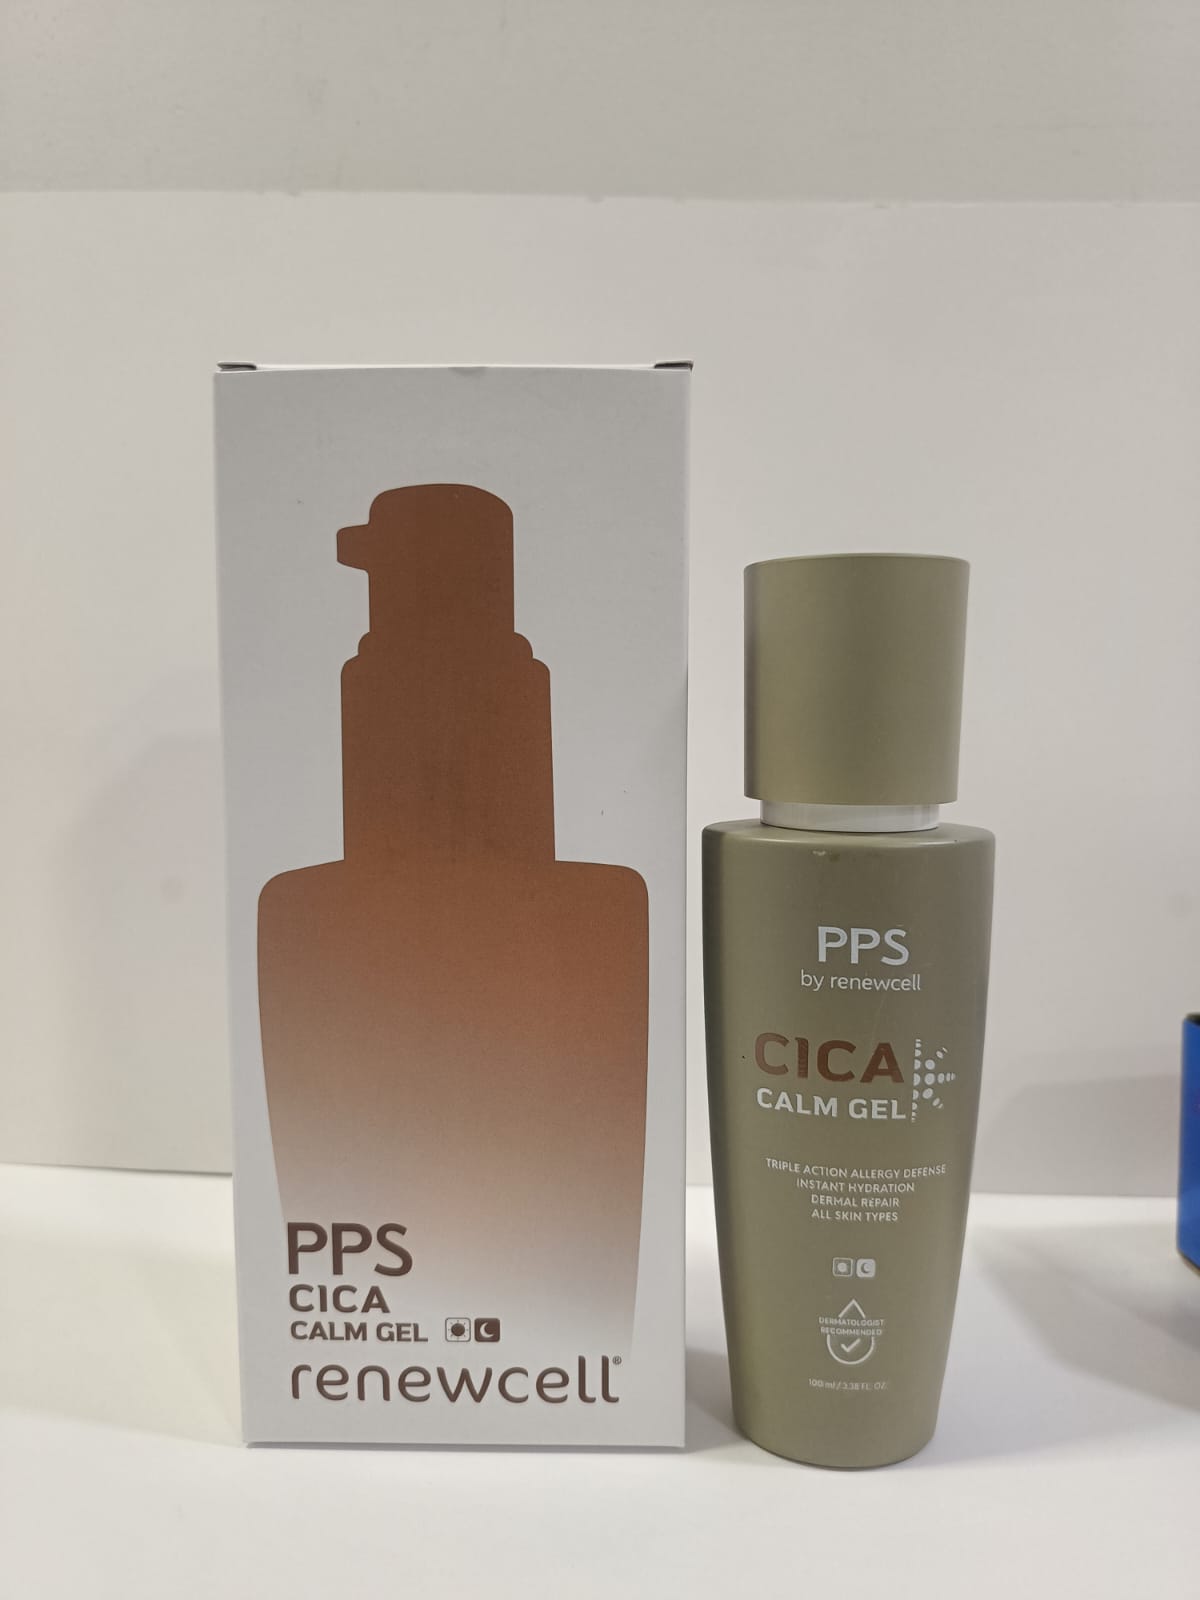 PPS
CICA
CALM GEL
renewcell®
PPS
by renewcell
CICA
CALM GEL
TRIPLE ACTION ALLERGY DEFENSE
INSTANT HYDRATION
DERMAL REPAIR
ALL SKIN TYPES
DERMATOLOGIST
RECOMMENDED
100 ml / 3.38 FL. OZ.